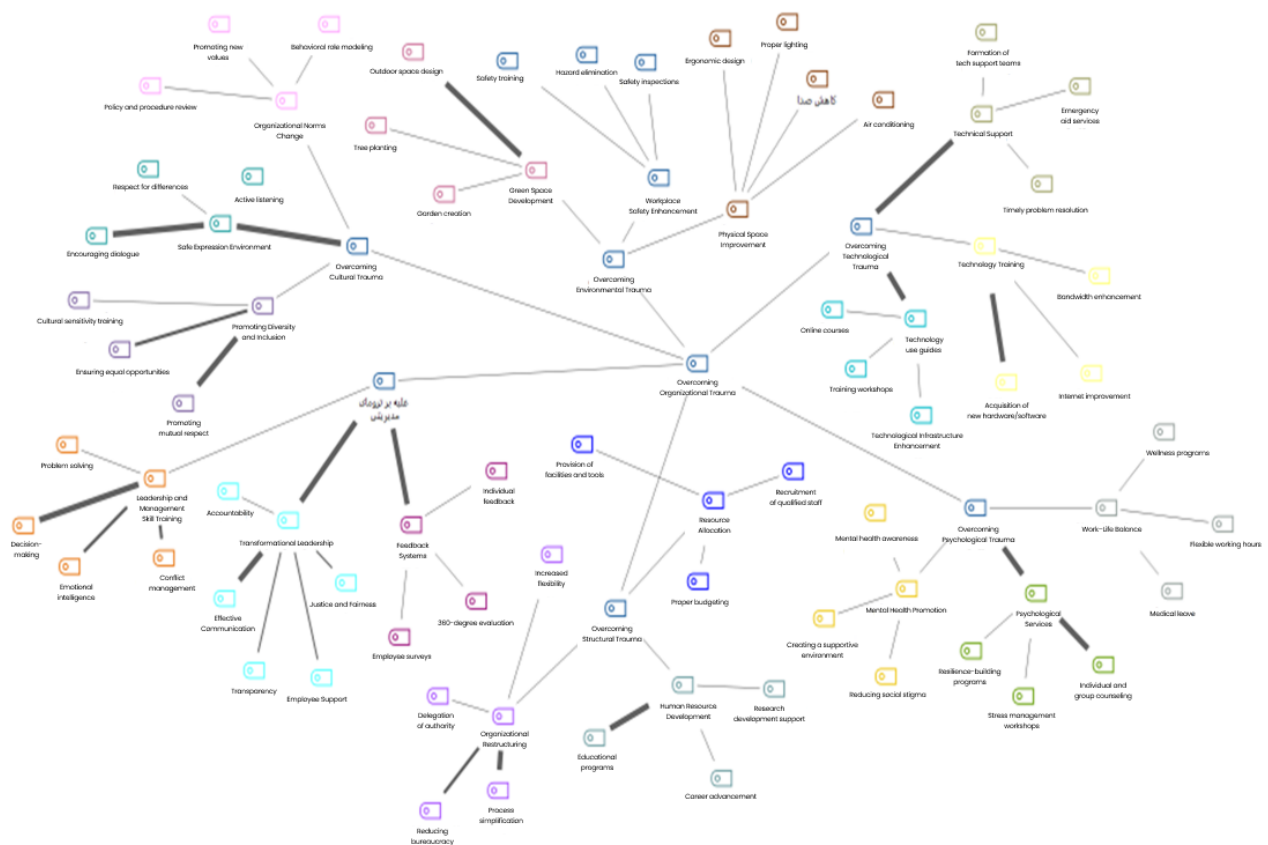 Promoting new
values
Behavioral role modeling
Policy and procedure review
Organizational Norms
Change
Outdoor space design
Tree planting
Garden creation
Green Space
Development
Safety training
Hazard elimination
Safety inspections
Workplace
Safety Enhancement
Ergonomic design
Proper lighting
کاهش صدا
Air conditioning
Physical Space
Improvement
Overcoming
Environmental Trauma
Formation of
tech support teams
Emergency
aid services
Technical Support
Timely problem resolution
Overcoming
Technological
Trauma
Technology Training
Bandwidth enhancement
Online courses
Technology
use guides
Training workshops
Acquisition of
new hardware/software
Internet improvement
Technological Infrastructure
Enhancement
Respect for differences
Active listening
Safe Expression Environment
Encouraging dialogue
Overcoming
Cultural Trauma
Cultural sensitivity training
Promoting Diversity
and Inclusion
Ensuring equal opportunities
Promoting
mutual respect
Overcoming
Organizational Trauma
مدیریتی
Problem solving
Leadership and
Management
Skill Training
Decision-
making
Emotional
intelligence
Conflict
management
Accountability
Transformational Leadership
Effective
Communication
Justice and Fairness
Transparency
Employee Support
Individual
feedback
Feedback
Systems
360-degree evaluation
Employee surveys
Provision of
facilities and tools
Recruitment
of qualified staff
Resource
Allocation
Proper budgeting
Increased
flexibility
Overcoming
Structural Trauma
Delegation
of authority
Organizational
Restructuring
Reducing
bureaucracy
Process
simplification
Human Resource
Development
Research
development support
Educational
programs
Career advancement
Wellness programs
Overcoming
Psychological Trauma
Work-Life Balance
Flexible working hours
Medical leave
Mental health awareness
Mental Health Promotion
Creating a supportive
environment
Reducing social stigma
Psychological
Services
Resilience-building
programs
Individual and
group counseling
Stress management
workshops